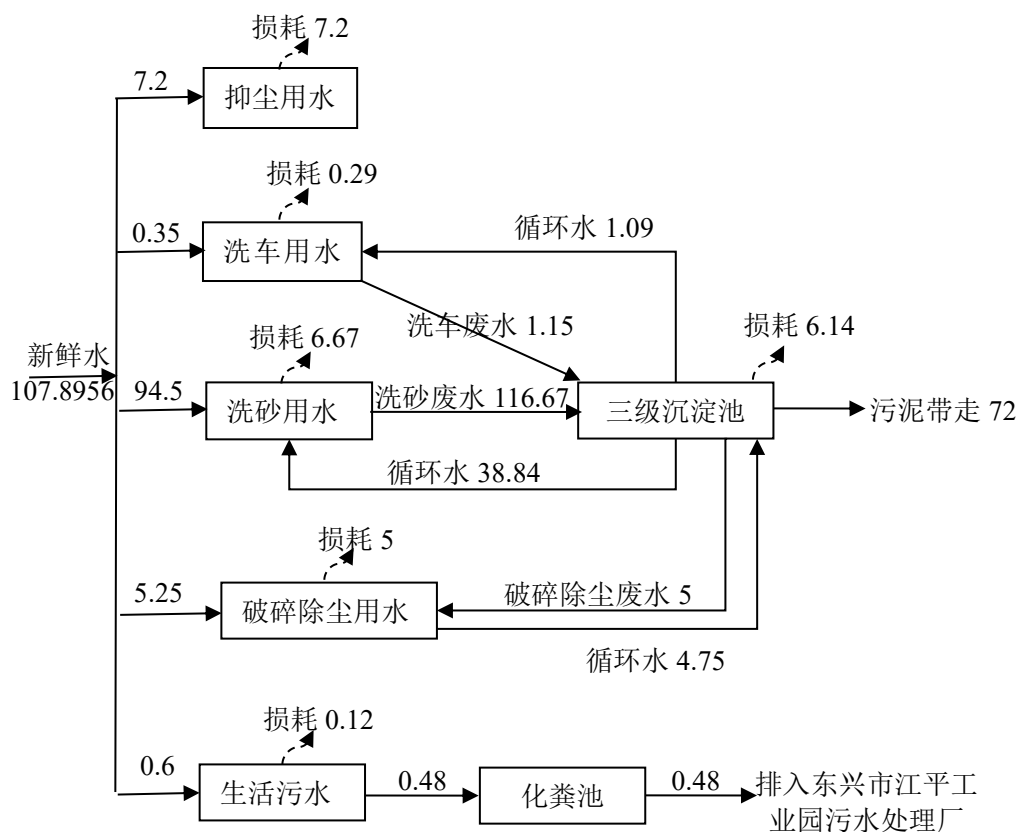 损耗 7.2
7.2
抑尘用水
损耗 0.29
0.35
洗车用水
循环水 1.09
洗车废水 1.15
损耗 6.67
损耗 6.14
新鲜水
107.8956
94.5
洗砂用水
洗砂废水 116.67
三级沉淀池
污泥带走 72
循环水 38.84
损耗 5
5.25
破碎除尘用水
破碎除尘废水 5
循环水 4.75
损耗 0.12
0.6
生活污水
0.48
化粪池
0.48
排入东兴市江平工
业园污水处理厂